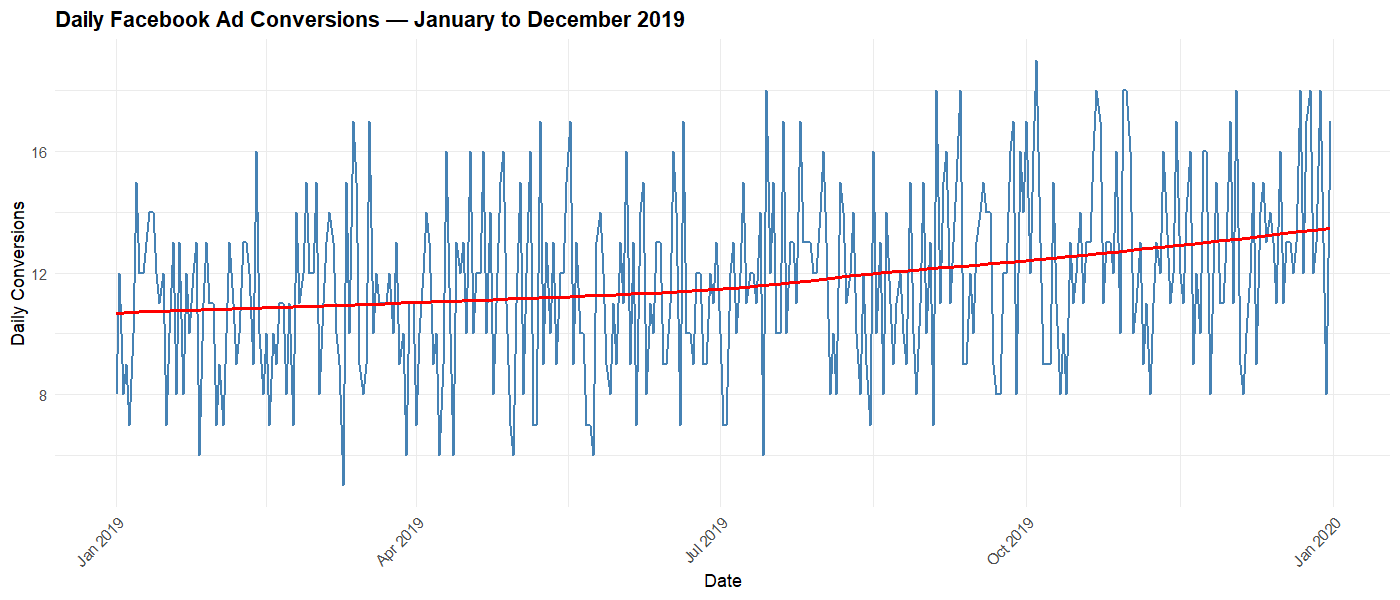 Daily Facebook Ad Conversions — January to December 2019
Daily Conversions
16
12
8
Jan 2019
Apr 2019
Jul 2019
Oct 2019
Jan 2020
Date